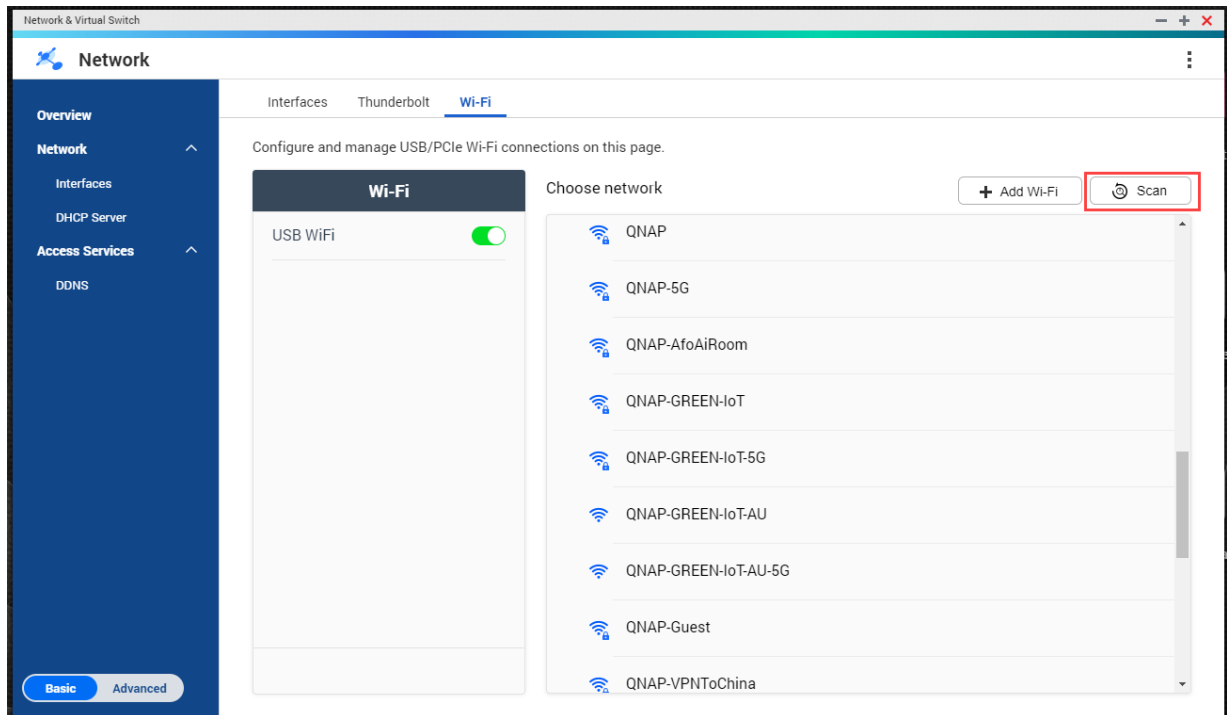 Network & Virtual Switch
Network
Overview
Network
Interfaces
DHCP Server
Access Services
DDNS
Basic Advanced
Interfaces Thunderbolt Wi-Fi
Configure and manage USB/PCIe Wi-Fi connections on this page.
Wi-Fi
USB WiFi
Choose network
+ Add Wi-Fi Scan
QNAP
QNAP-5G
QNAP-AfoAiRoom
QNAP-GREEN-IoT
QNAP-GREEN-IoT-5G
QNAP-GREEN-IoT-AU
QNAP-GREEN-IoT-AU-5G
QNAP-Guest
QNAP-VPNToChina